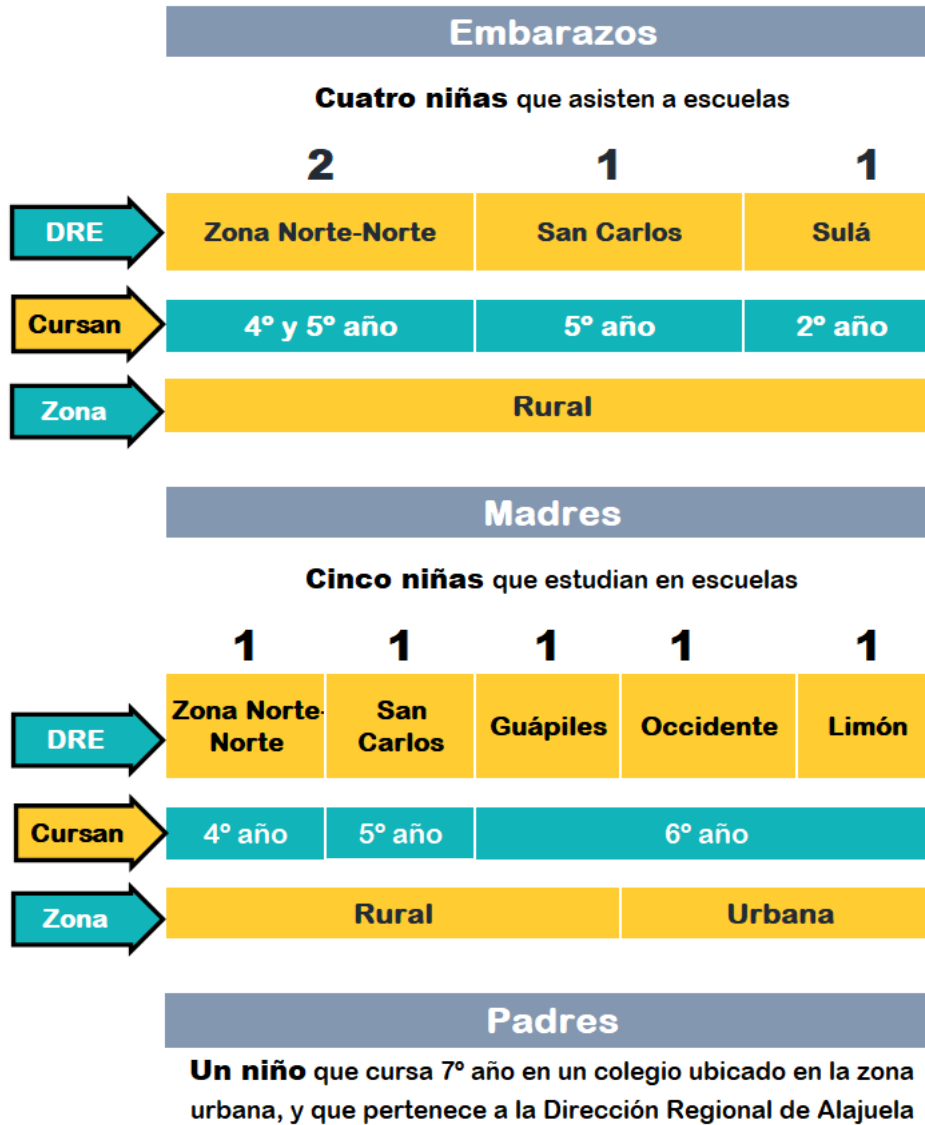 Embarazos
Cuatro niñas que asisten a escuelas
2 1 1
DRE Zona Norte-Norte San Carlos Sulá
Cursan 4º y 5º año 5º año 2º año
Zona Rural
Madres
Cinco niñas que estudian en escuelas
1 1 1 1 1
Zona Norte- San
DRE Guápiles Occidente Limón
Norte Carlos
Cursan 4º año 5º año 6º año
Zona Rural Urbana
Padres
Un niño que cursa 7º año en un colegio ubicado en la zona
urbana, y que pertenece a la Dirección Regional de Alajuela